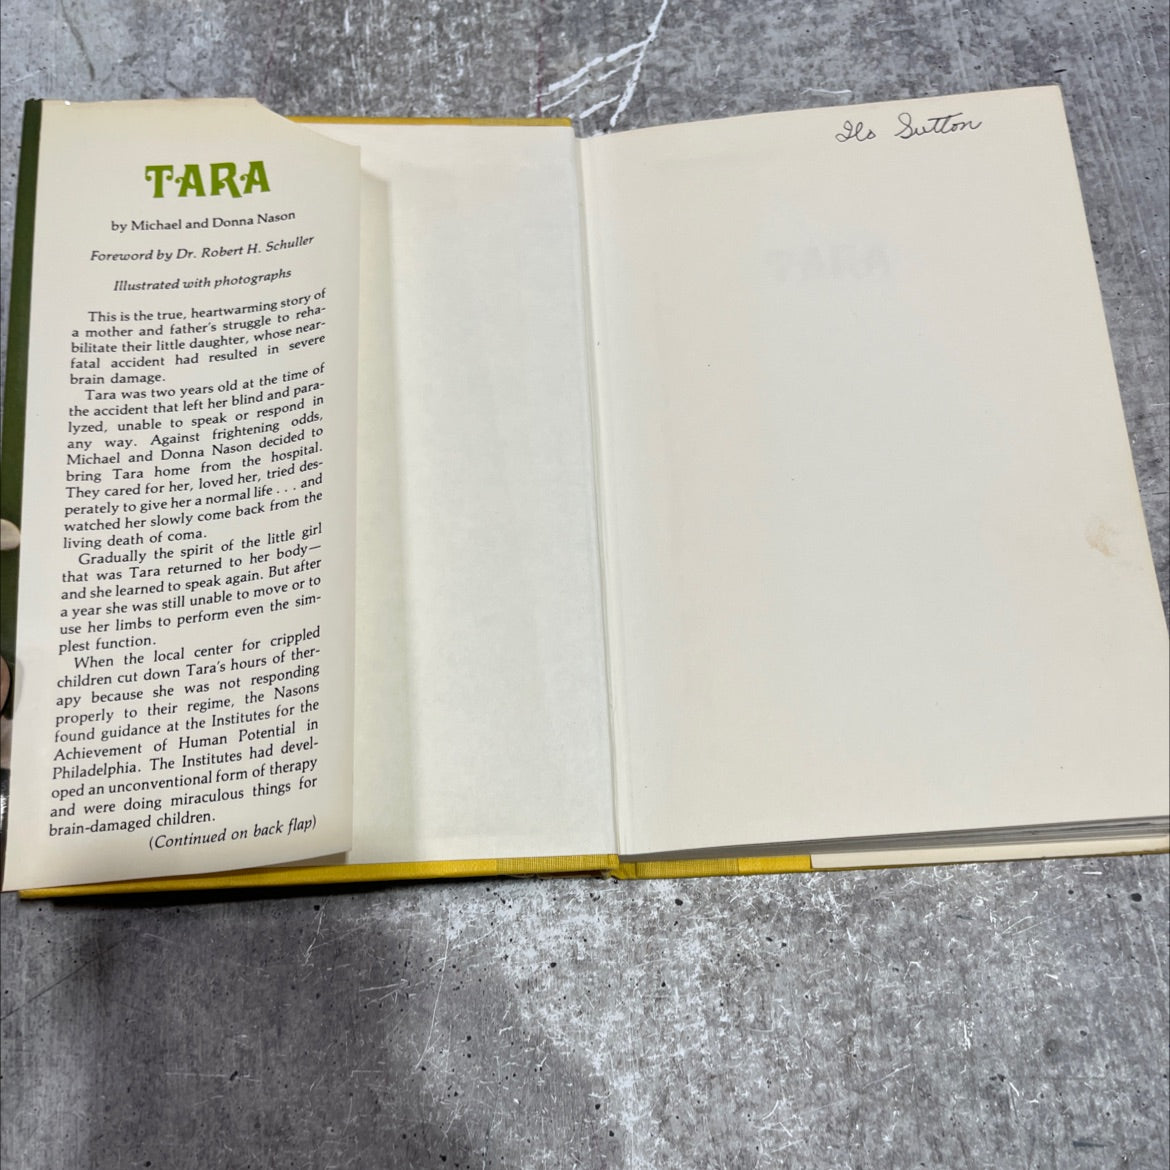 TARA
by Michael and Donna Nason
Foreword by Dr. Robert H. Schuller
Illustrated with photographs
This is the true, heartwarming story of
a mother and father's struggle to reha-
bilitate their little daughter, whose near-
fatal accident had resulted in severe
brain damage.
Tara was two years old at the time of
the accident that left her blind and para-
lyzed, unable to speak or respond in
any way. Against frightening odds,
Michael and Donna Nason decided to
bring Tara home from the hospital.
They cared for her, loved her, tried des-
perately to give her a normal life . . . and
watched her slowly come back from the
living death of coma.
Gradually the spirit of the little girl
that was Tara returned to her body—
and she learned to speak again. But after
a year she was still unable to move or to
use her limbs to perform even the sim-
plest function.
When the local center for crippled
children cut down Tara's hours of ther-
apy because she was not responding
properly to their regime, the Nasons
found guidance at the Institutes for the
Achievement of Human Potential in
Philadelphia. The Institutes had devel-
oped an unconventional form of therapy
and were doing miraculous things for
brain-damaged children.
(Continued on back flap)
Sutton